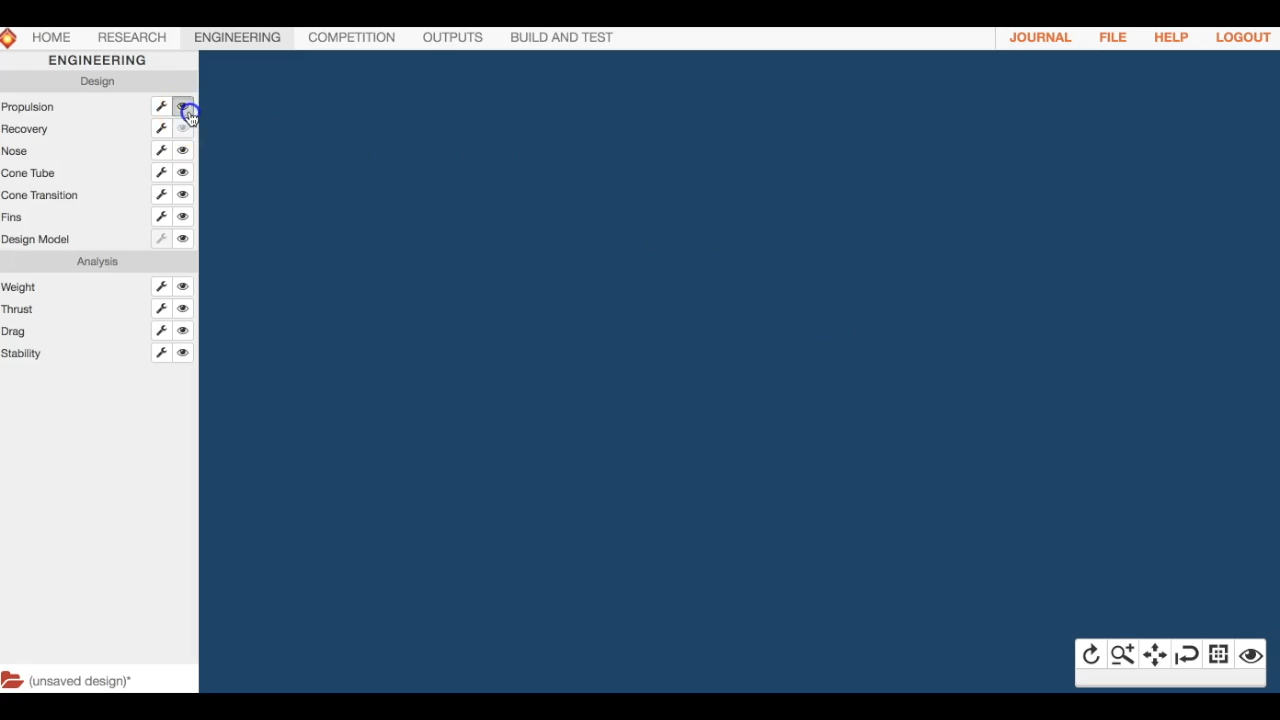 HOME RESEARCH ENGINEERING COMPETITION OUTPUTS BUILD AND TEST JOURNAL FILE HELP LOGOUT
ENGINEERING
Design
Propulsion
Recovery
Nose
Cone Tube
Cone Transition
Fins
Design Model
Analysis
Weight
Thrust
Drag
Stability
(unsaved design)*